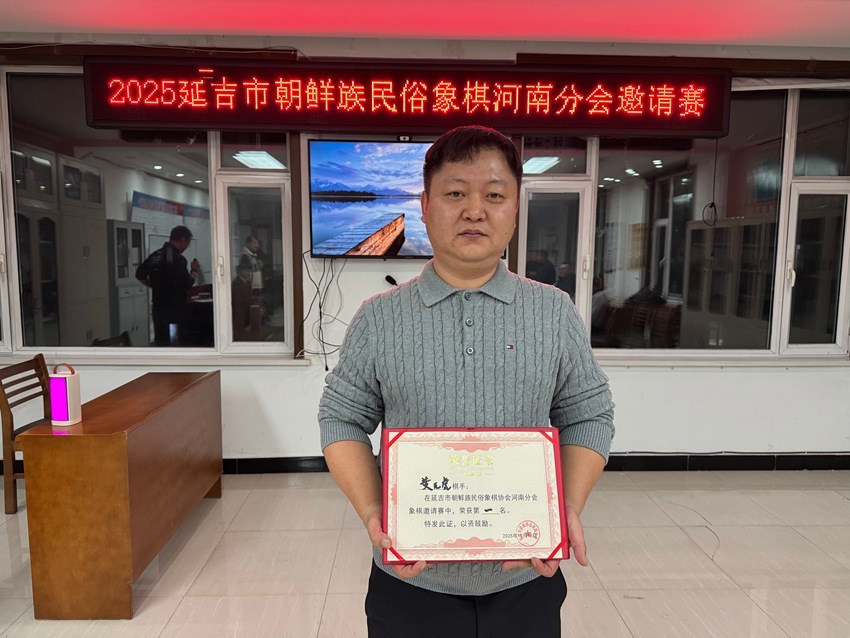 2025延吉市朝鲜族民俗象棋河南分会邀请赛
荣誉证书
棋手：
在延吉市朝鲜族民俗象棋协会河南分会
象棋邀请赛中，荣获第 一 名。
特发此证，以资鼓励。